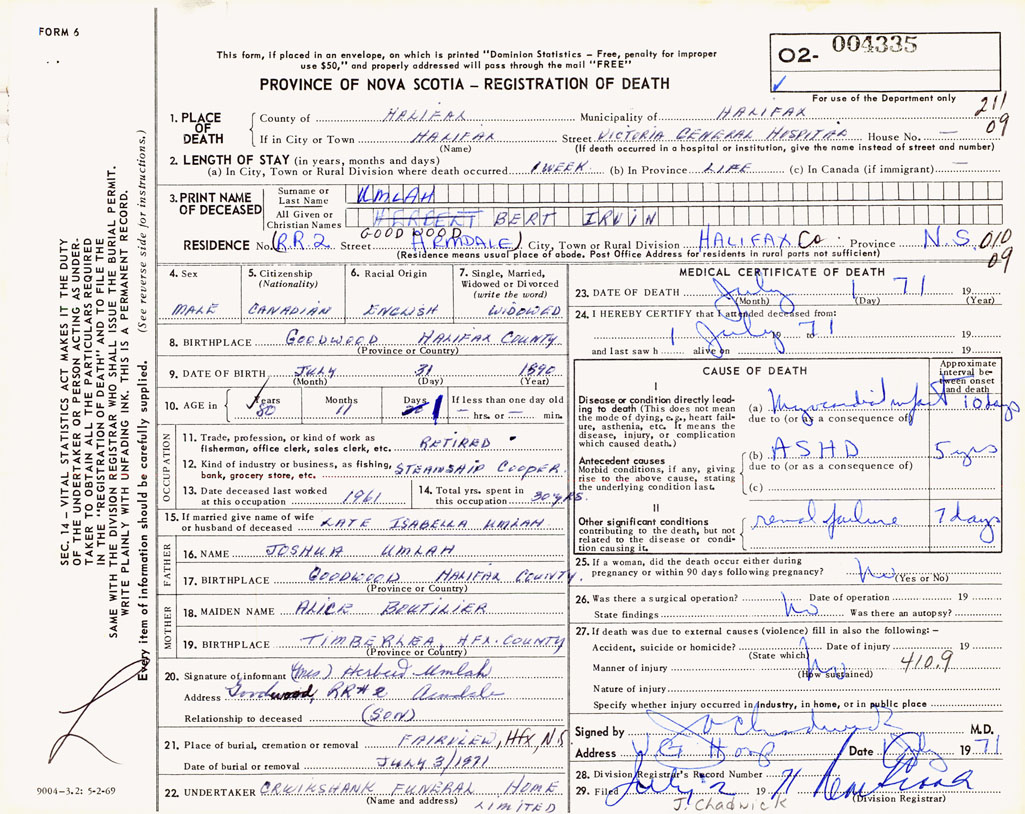 FORM 6
02- 004335
This form, if placed in an envelope, on which is printed "Dominion Statistics – Free, penalty for improper
use $50," and properly addressed will pass through the mail "FREE"
PROVINCE OF NOVA SCOTIA – REGISTRATION OF DEATH
For use of the Department only
211
09
1. PLACE OF DEATH
County of HALIFAX Municipality of HALIFAX
If in City or Town HALIFAX Street VICTORIA GENERAL HOSPITAL House No. —
(Name) (If death occurred in a hospital or institution, give the name instead of street and number)
2. LENGTH OF STAY (in years, months and days)
(a) In City, Town or Rural Division where death occurred 1 WEEK (b) In Province LIFE (c) In Canada (if immigrant) —
3. PRINT NAME OF DECEASED
Surname or Last Name UMLAH
All Given or Christian Names HERBERT BERT IRVIN
GOODWOOD
RESIDENCE No. (R.R.2 Street ARMDALE) City, Town or Rural Division HALIFAX Co Province N.S. 010
09
(Residence means usual place of abode. Post Office Address for residents in rural parts not sufficient)
4. Sex MALE
5. Citizenship (Nationality) CANADIAN
6. Racial Origin ENGLISH
7. Single, Married, Widowed or Divorced (write the word) WIDOWED
8. BIRTHPLACE GOODWOOD HALIFAX COUNTY
(Province or Country)
9. DATE OF BIRTH JULY 31 1890
(Month) (Day) (Year)
10. AGE in Years 80 Months 11 Days 1 If less than one day old
— hrs. or — min.
OCCUPATION
11. Trade, profession, or kind of work as
fisherman, office clerk, sales clerk, etc. RETIRED
12. Kind of industry or business, as fishing,
bank, grocery store, etc. STEAMSHIP COOPER
13. Date deceased last worked
at this occupation 1961
14. Total yrs. spent in
this occupation 30 YRS.
15. If married give name of wife
or husband of deceased LATE ISABELLA UMLAH
FATHER
16. NAME JOSHUA UMLAH
17. BIRTHPLACE GOODWOOD HALIFAX COUNTY.
(Province or Country)
MOTHER
18. MAIDEN NAME ALICE BOUTILIER
19. BIRTHPLACE TIMBERLEA, HFX. COUNTY
(Province or Country)
20. Signature of informant (Mrs) Herbert Umlah
Address Goodwood, RR#2 Armdale
Relationship to deceased (SON)
21. Place of burial, cremation or removal FAIRVIEW, Hfx, NS
Date of burial or removal JULY 3/1971
22. UNDERTAKER CRUIKSHANK FUNERAL HOME
(Name and address) LIMITED
MEDICAL CERTIFICATE OF DEATH
23. DATE OF DEATH July 1 71 19
(Month) (Day) (Year)
24. I HEREBY CERTIFY that I attended deceased from:
1 July 71 19
and last saw h alive on 19
CAUSE OF DEATH
Approximate interval between onset and death
I
Disease or condition directly leading to death (This does not mean the mode of dying, e.g., heart failure, asthenia, etc. It means the disease, injury, or complication which caused death.)
(a) Myocardial infarct 10 days
due to (or as a consequence of)
Antecedent causes
Morbid conditions, if any, giving rise to the above cause, stating the underlying condition last.
(b) ASHD 5 yrs
due to (or as a consequence of)
(c)
II
Other significant conditions
contributing to the death, but not related to the disease or condition causing it.
renal failure 7 days
25. If a woman, did the death occur either during
pregnancy or within 90 days following pregnancy? No (Yes or No)
26. Was there a surgical operation? No Date of operation 19
State findings Was there an autopsy?
27. If death was due to external causes (violence) fill in also the following: –
Accident, suicide or homicide? Date of injury 19
(State which)
Manner of injury No 410.9
(How sustained)
Nature of injury
Specify whether injury occurred in industry, in home, or in public place
Signed by J Chadwick M.D.
Address V G Hosp Date 1 July 1971
28. Division Registrar's Record Number
29. Filed July 2 19 71
(Division Registrar)
J. Chadwick
SEC. 14 – VITAL STATISTICS ACT MAKES IT THE DUTY
OF THE UNDERTAKER OR PERSON ACTING AS UNDER-
TAKER TO OBTAIN ALL THE PARTICULARS REQUIRED
IN THE "REGISTRATION OF DEATH" AND TO FILE THE
SAME WITH THE DIVISION REGISTRAR WHO SHALL ISSUE THE BURIAL PERMIT.
WRITE PLAINLY WITH UNFADING INK. THIS IS A PERMANENT RECORD.
Every item of information should be carefully supplied. (See reverse side for instructions.)
9004-3.2: 5-2-69